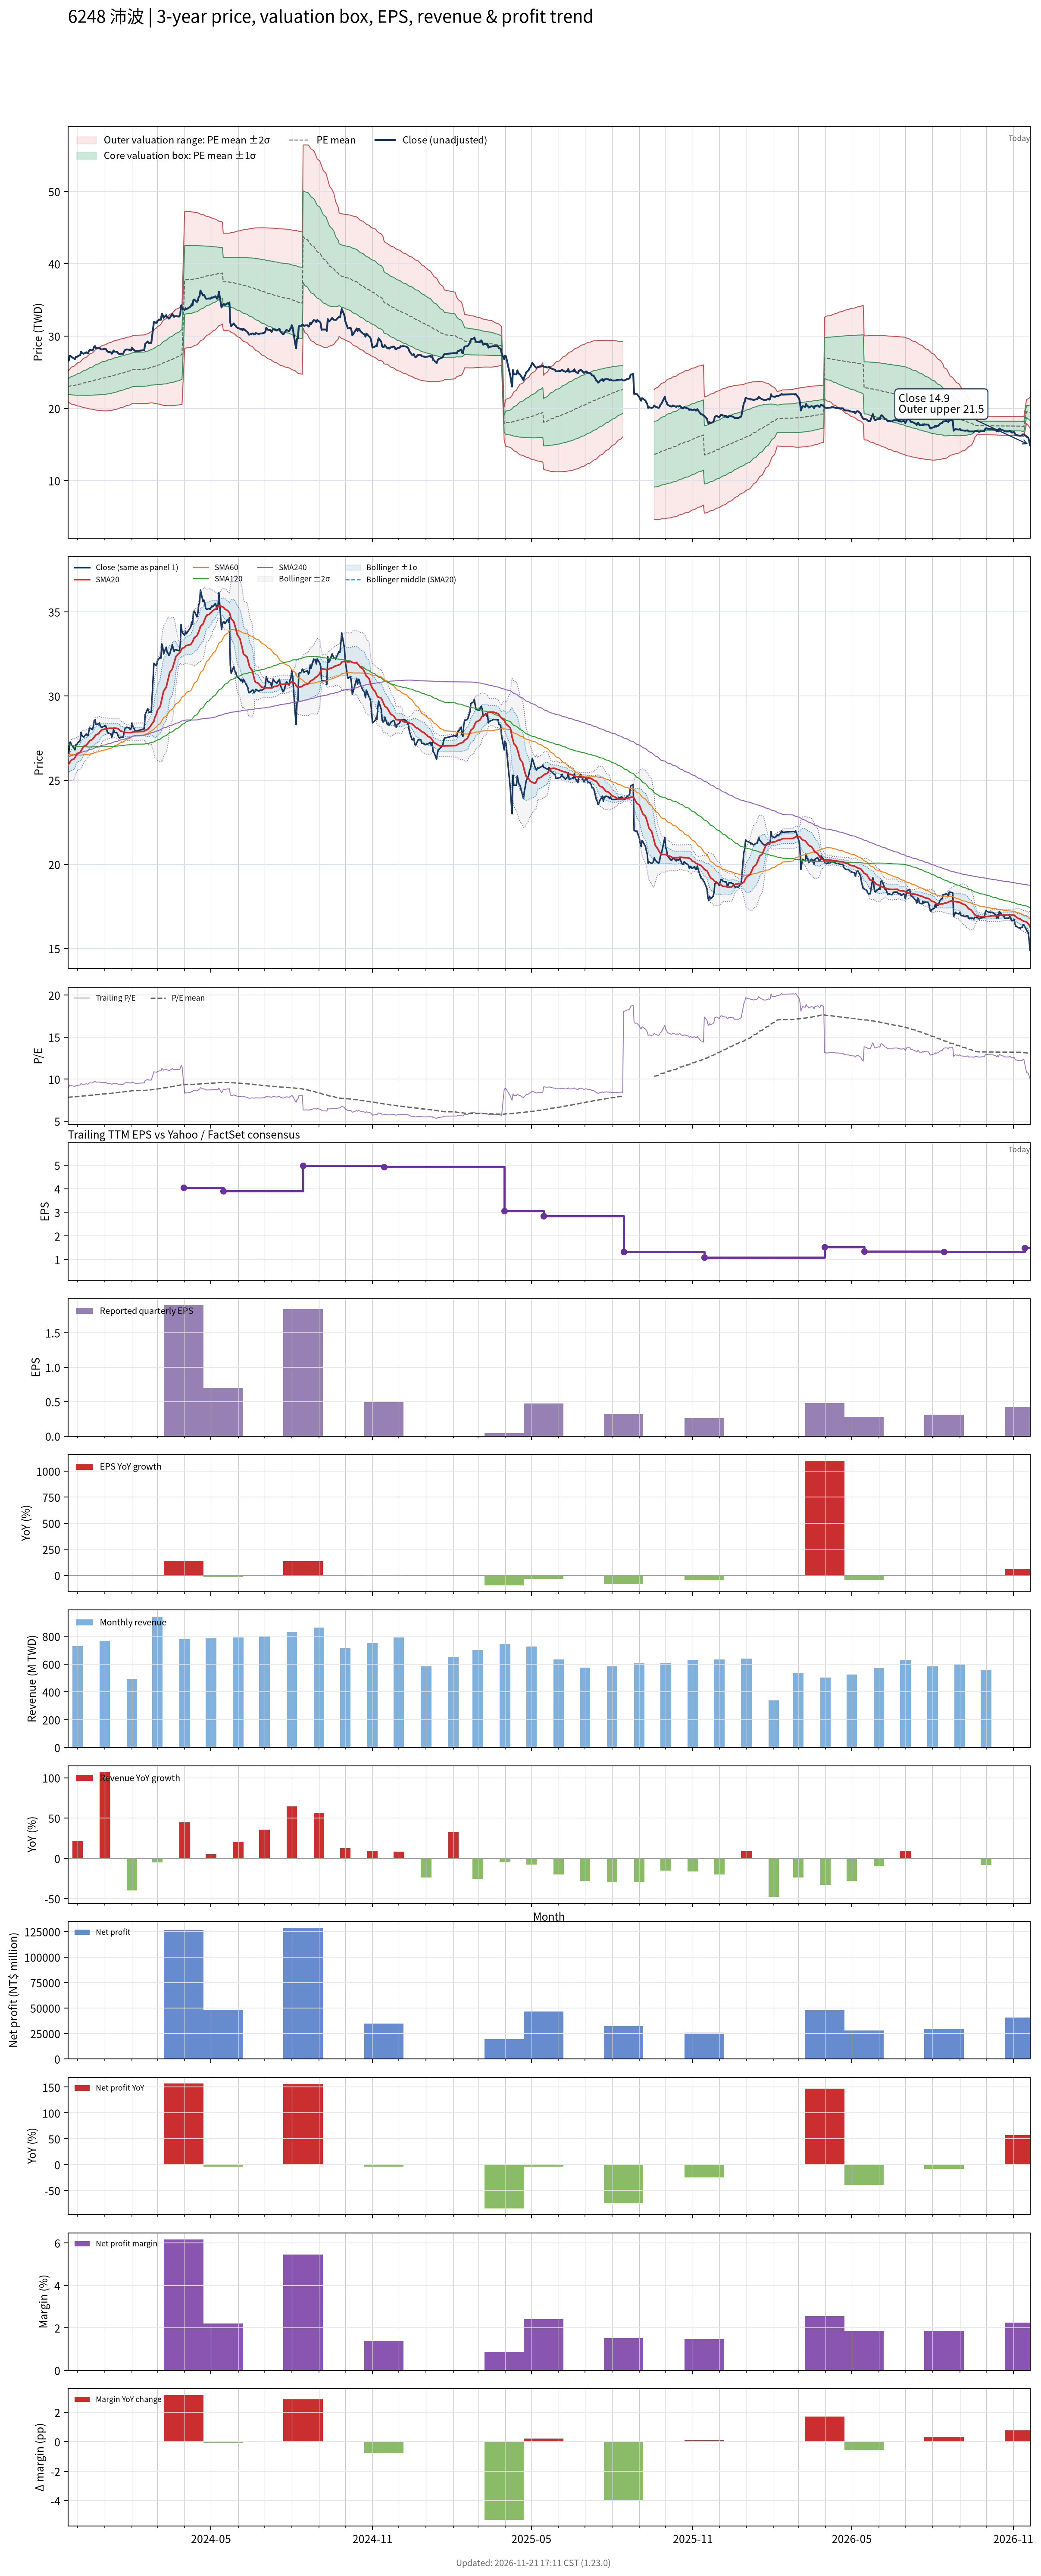 6248 沛波 | 3-year price, valuation box, EPS, revenue & profit trend
Outer valuation range: PE mean ±2σ
PE mean
Close (unadjusted)
Core valuation box: PE mean ±1σ
Today
Close 14.9
Outer upper 21.5
Price (TWD)
50
40
30
20
10
Close (same as panel 1)
SMA20
SMA60
SMA120
SMA240
Bollinger ±2σ
Bollinger ±1σ
Bollinger middle (SMA20)
Price
35
30
25
20
15
Trailing P/E
P/E mean
P/E
20
15
10
5
Trailing TTM EPS vs Yahoo / FactSet consensus
Today
EPS
5
4
3
2
1
Reported quarterly EPS
EPS
1.5
1.0
0.5
0.0
EPS YoY growth
YoY (%)
1000
750
500
250
0
Monthly revenue
Revenue (M TWD)
800
600
400
200
0
Revenue YoY growth
YoY (%)
100
50
0
-50
Month
Net profit
Net profit (NT$ million)
125000
100000
75000
50000
25000
0
Net profit YoY
YoY (%)
150
100
50
0
-50
Net profit margin
Margin (%)
6
4
2
0
Margin YoY change
Δ margin (pp)
2
0
-2
-4
2024-05
2024-11
2025-05
2025-11
2026-05
2026-11
Updated: 2026-11-21 17:11 CST (1.23.0)